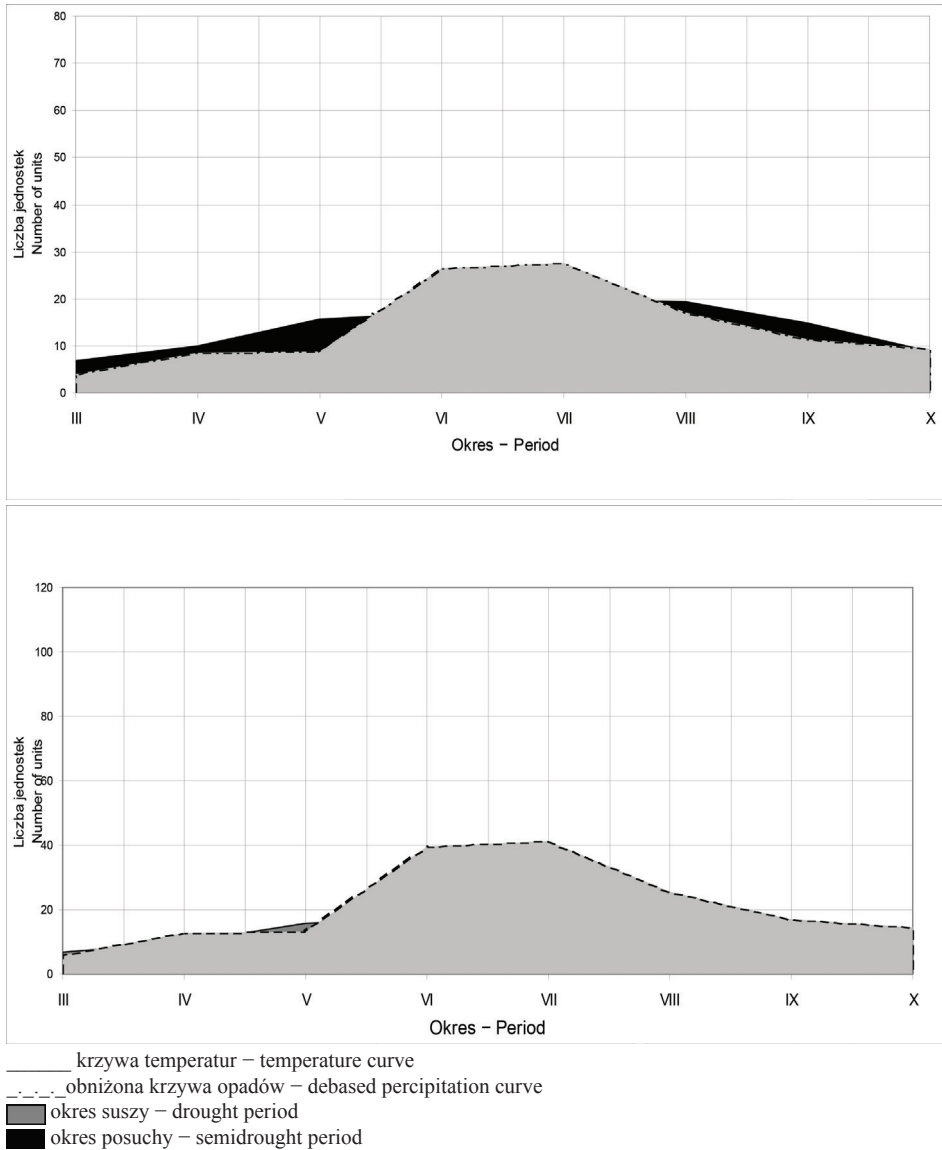 80
70
60
50
40
30
20
10
0
Liczba jednostek
Number of units
III IV V VI VII VIII IX X
Okres − Period
120
100
80
60
40
20
0
Liczba jednostek
Number of units
III IV V VI VII VIII IX X
Okres − Period
______ krzywa temperatur − temperature curve
_._._._obniżona krzywa opadów − debased percipitation curve
okres suszy − drought period
okres posuchy − semidrought period